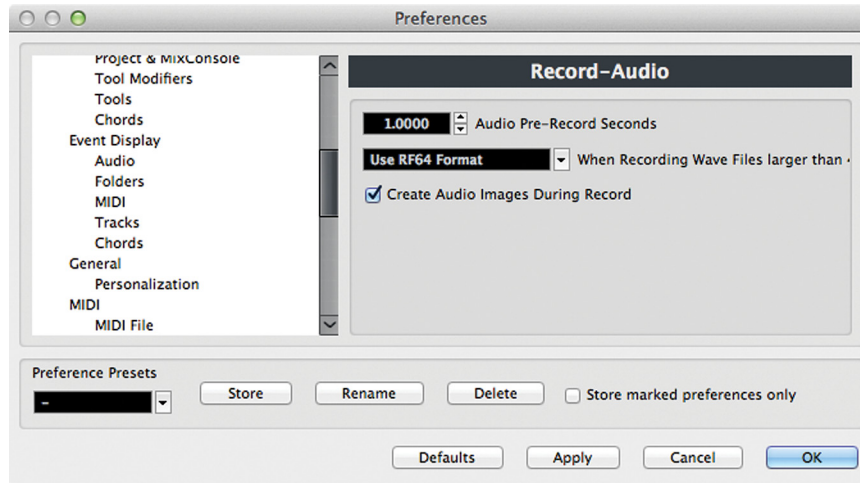 Preferences
Project & MixConsole
Tool Modifiers
Tools
Chords
Event Display
Audio
Folders
MIDI
Tracks
Chords
General
Personalization
MIDI
MIDI File
Record-Audio
1.0000 Audio Pre-Record Seconds
Use RF64 Format When Recording Wave Files larger than
Create Audio Images During Record
Preference Presets
-
Store Rename Delete Store marked preferences only
Defaults Apply Cancel OK